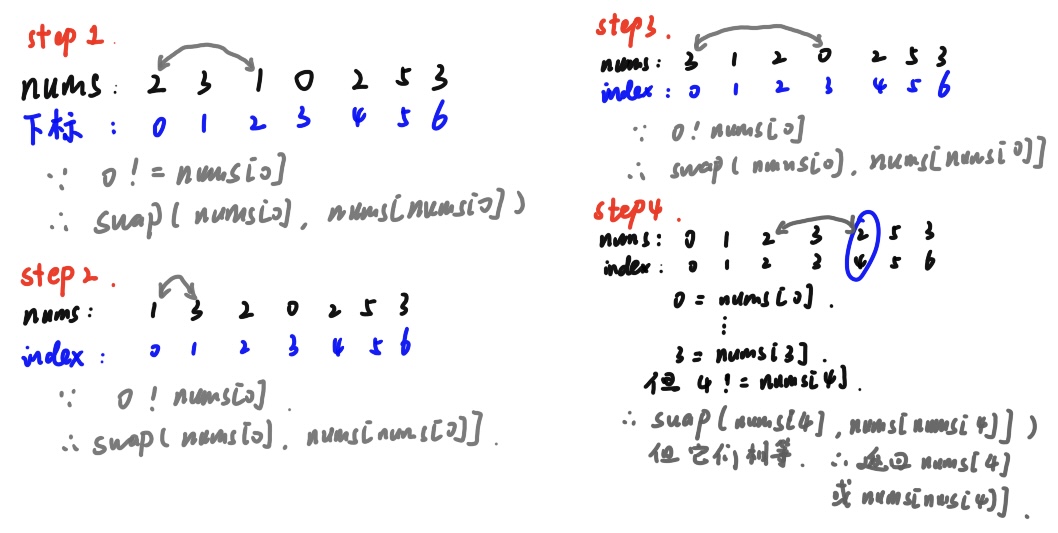 step 1.
nums: 2 3 1 0 2 5 3
下标: 0 1 2 3 4 5 6
∵ 0 != nums[0]
∴ swap( nums[0], nums[nums[0])
step 2.
nums: 1 3 2 0 2 5 3
index: 0 1 2 3 4 5 6
∵ 0 ! nums[0].
∴ swap( nums[0], nums[nums[0]].
step3.
nums: 3 1 2 0 2 5 3
index: 0 1 2 3 4 5 6
∵ 0! nums[0]
∴ swap( nums[0), nums[nums[0]]
step4.
nums: 0 1 2 3 2 5 3
index: 0 1 2 3 4 5 6
0 = nums[0].
⋮
3 = nums[3].
但 4 != nums[4].
∴ swap( nums[4], nums[nums[4)] )
但它们相等. ∴ 返回 nums[4]
或 nums[nums[4)].